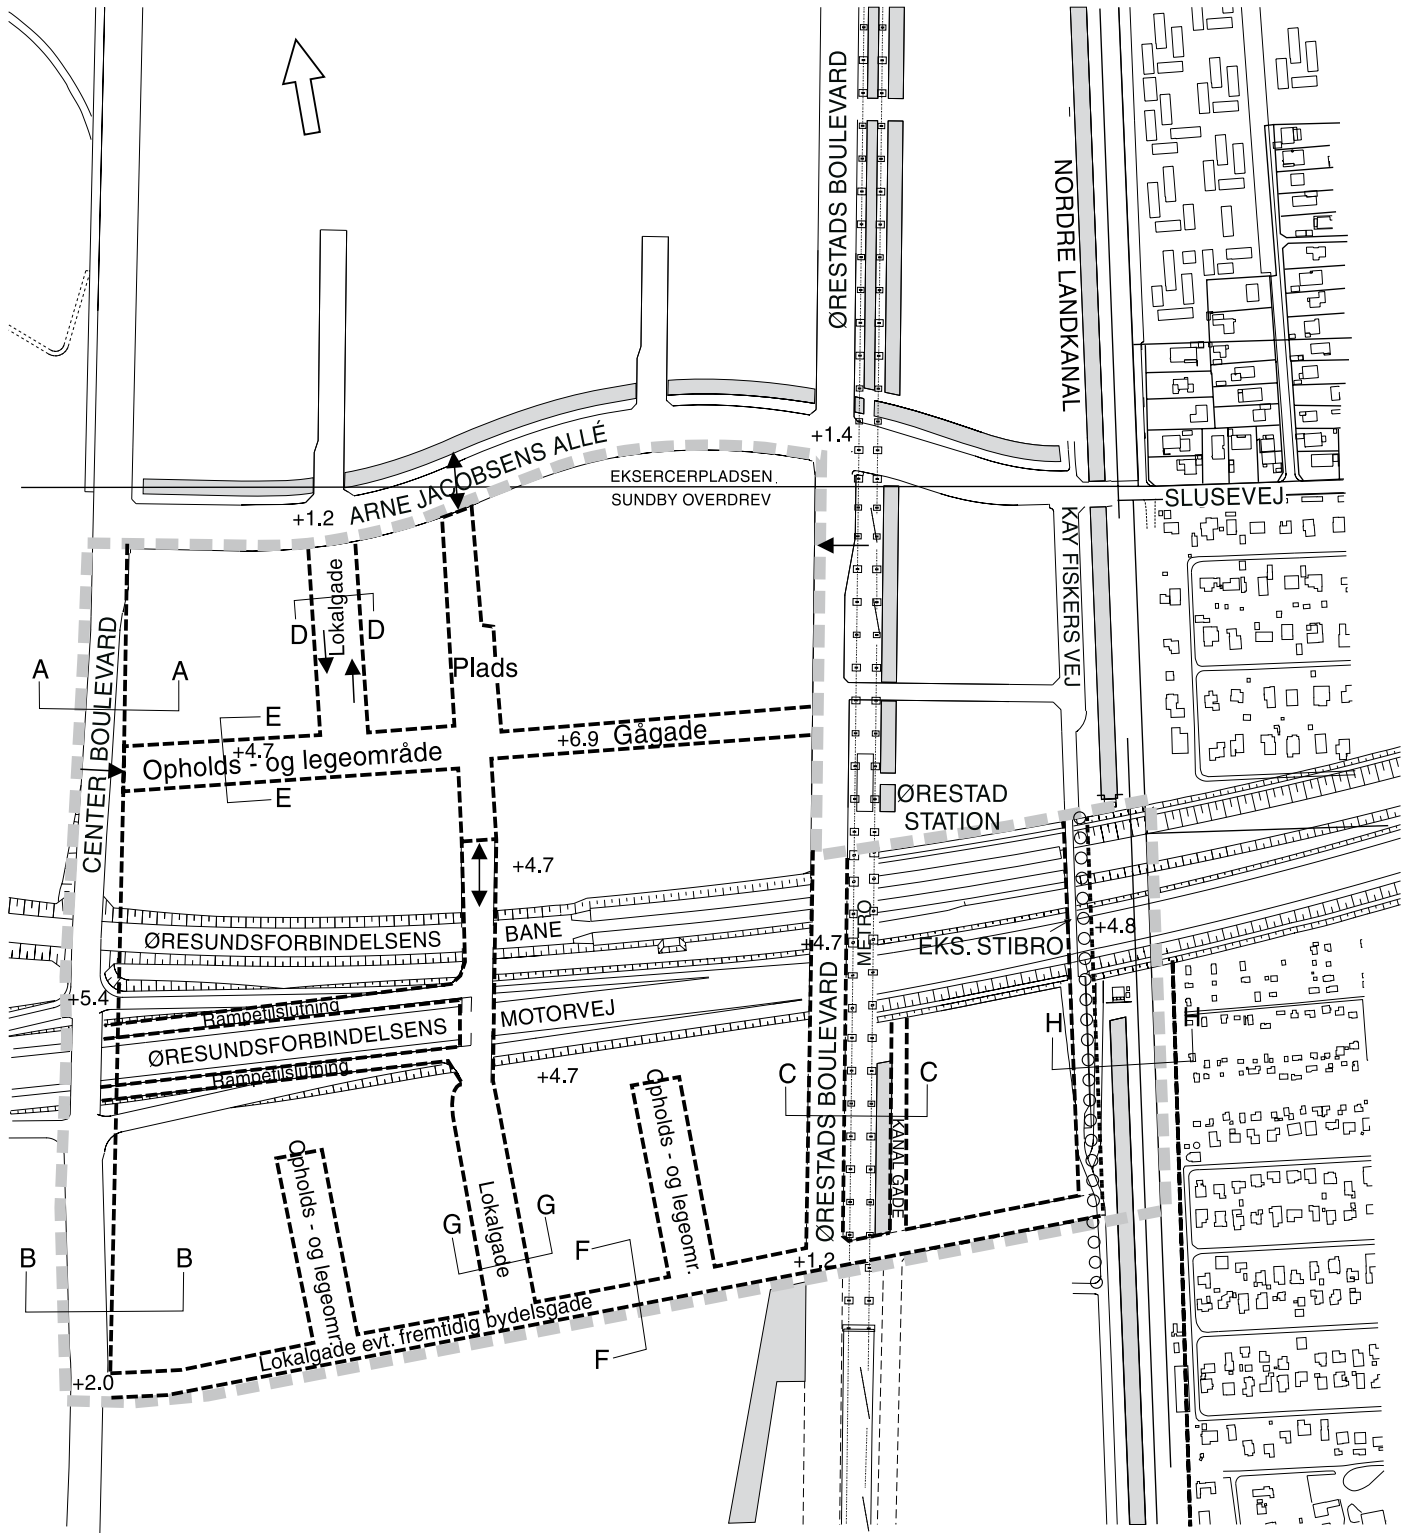 ØRESTADS BOULEVARD
NORDRE LANDKANAL
+1.4
ARNE JACOBSENS ALLÉ
EKSERCERPLADSEN
SUNDBY OVERDREV
SLUSEVEJ
+1.2
KAY FISKERS VEJ
Lokalgade
D
D
CENTER BOULEVARD
A
A
Plads
E
+4.7
Opholds - og legeområde
E
+6.9 Gågade
ØRESTAD
STATION
+4.7
ØRESUNDSFORBINDELSENS
BANE
METRO
+4.7
EKS. STIBRO
+4.8
+5.4
Rampetilslutning
ØRESUNDSFORBINDELSENS
MOTORVEJ
Rampetilslutning
+4.7
H
H
C
C
ØRESTADS BOULEVARD
KANALGADE
Opholds - og legeomr.
Opholds - og legeomr.
Lokalgade
G
G
F
F
B
B
+1.2
Lokalgade evt. fremtidig bydelsgade
+2.0